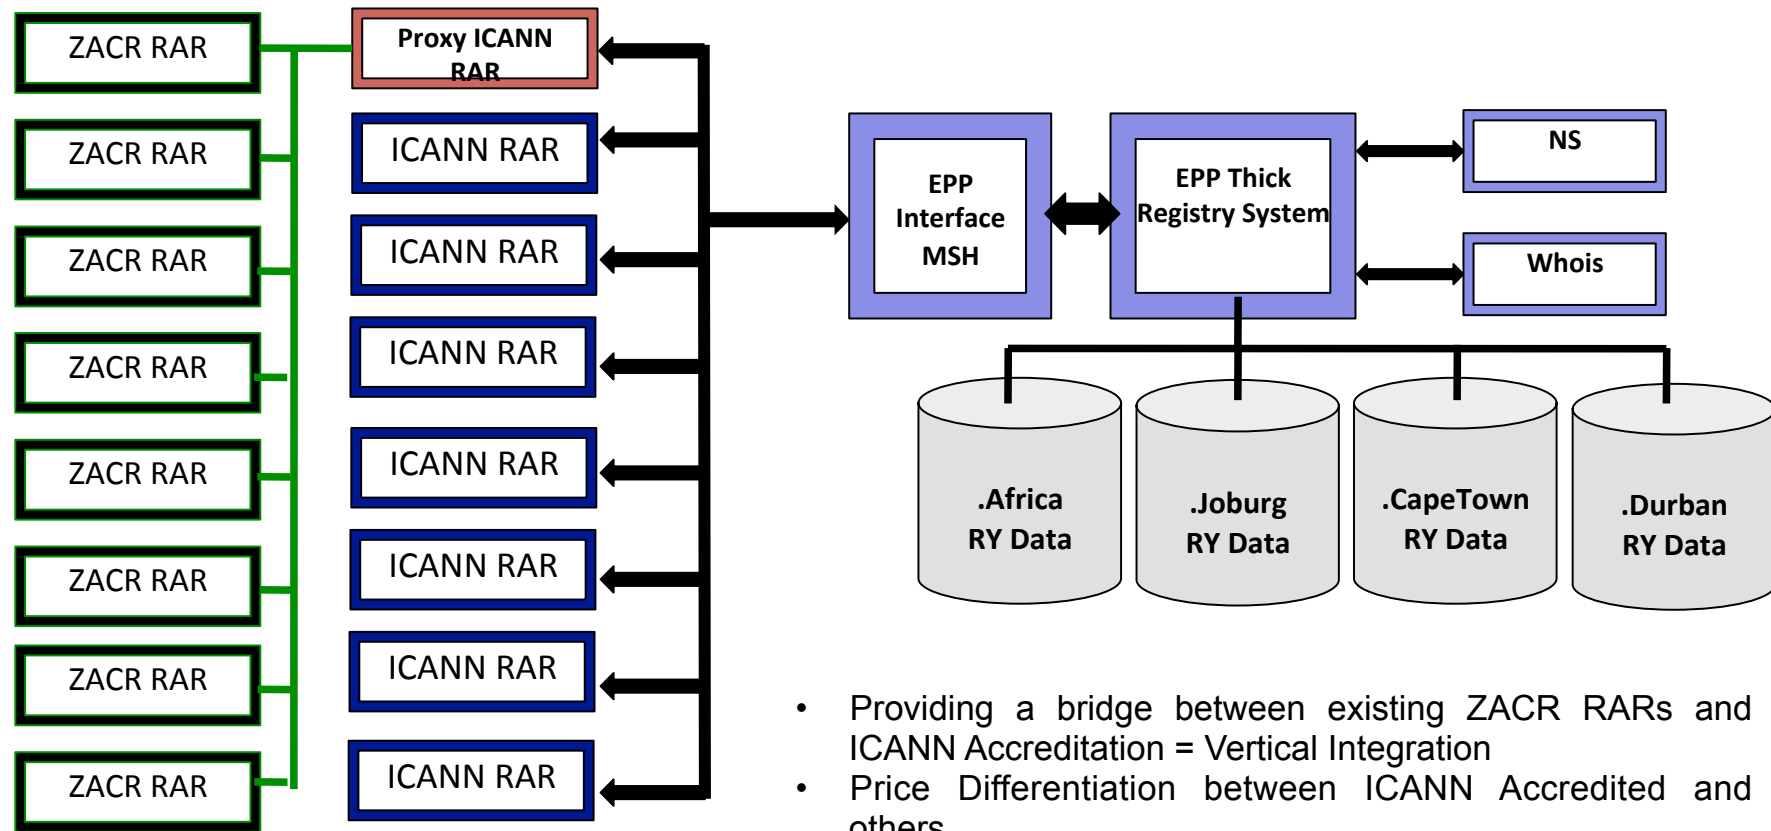 ZACR RAR
ZACR RAR
ZACR RAR
ZACR RAR
ZACR RAR
ZACR RAR
ZACR RAR
ZACR RAR
Proxy ICANN
RAR
ICANN RAR
ICANN RAR
ICANN RAR
ICANN RAR
ICANN RAR
ICANN RAR
ICANN RAR
EPP
Interface
MSH
EPP Thick
Registry System
NS
Whois
.Africa
RY Data
.Joburg
RY Data
.CapeTown
RY Data
.Durban
RY Data
• Providing a bridge between existing ZACR RARs and
ICANN Accreditation = Vertical Integration
• Price Differentiation between ICANN Accredited and
others